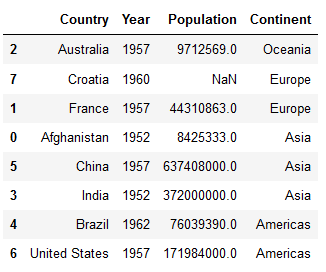 Country Year Population Continent
2 Australia 1957 9712569.0 Oceania
7 Croatia 1960 NaN Europe
1 France 1957 44310863.0 Europe
0 Afghanistan 1952 8425333.0 Asia
5 China 1957 637408000.0 Asia
3 India 1952 372000000.0 Asia
4 Brazil 1962 76039390.0 Americas
6 United States 1957 171984000.0 Americas